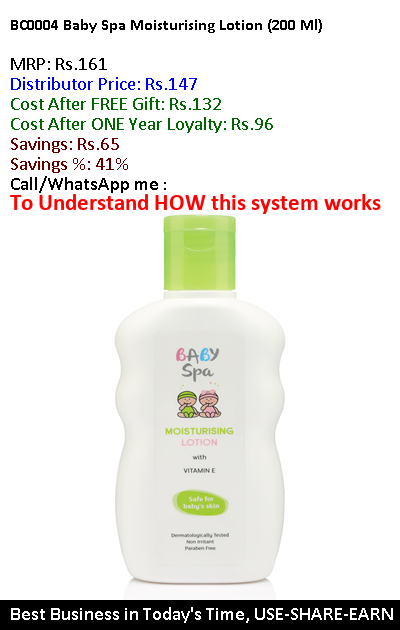 BC0004 Baby Spa Moisturising Lotion (200 Ml)
MRP: Rs.161
Distributor Price: Rs.147
Cost After FREE Gift: Rs.132
Cost After ONE Year Loyalty: Rs.96
Savings: Rs.65
Savings %: 41%
Call/WhatsApp me :
To Understand HOW this system works
BABY
Spa
MOISTURISING
LOTION
with
VITAMIN E
Safe for
baby's skin
Dermatologically Tested
Non Irritant
Paraben Free
Best Business in Today's Time, USE-SHARE-EARN